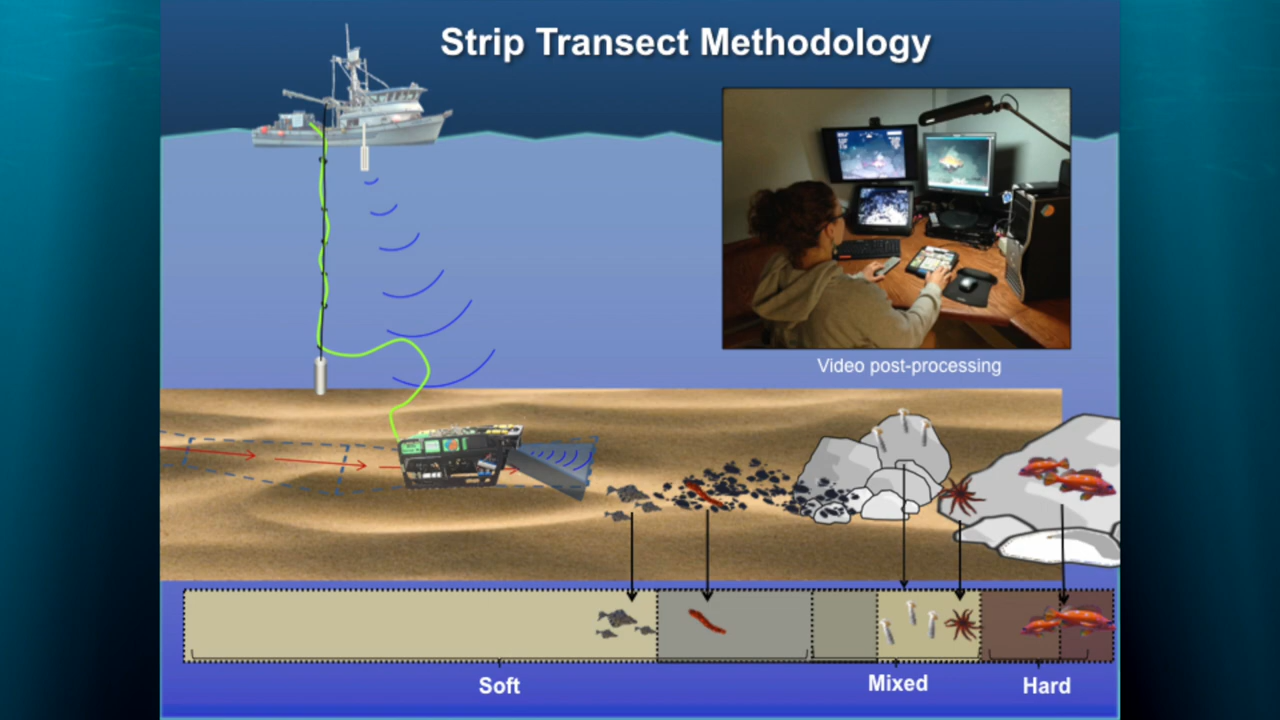 Strip Transect Methodology
Video post-processing
Soft
Mixed
Hard